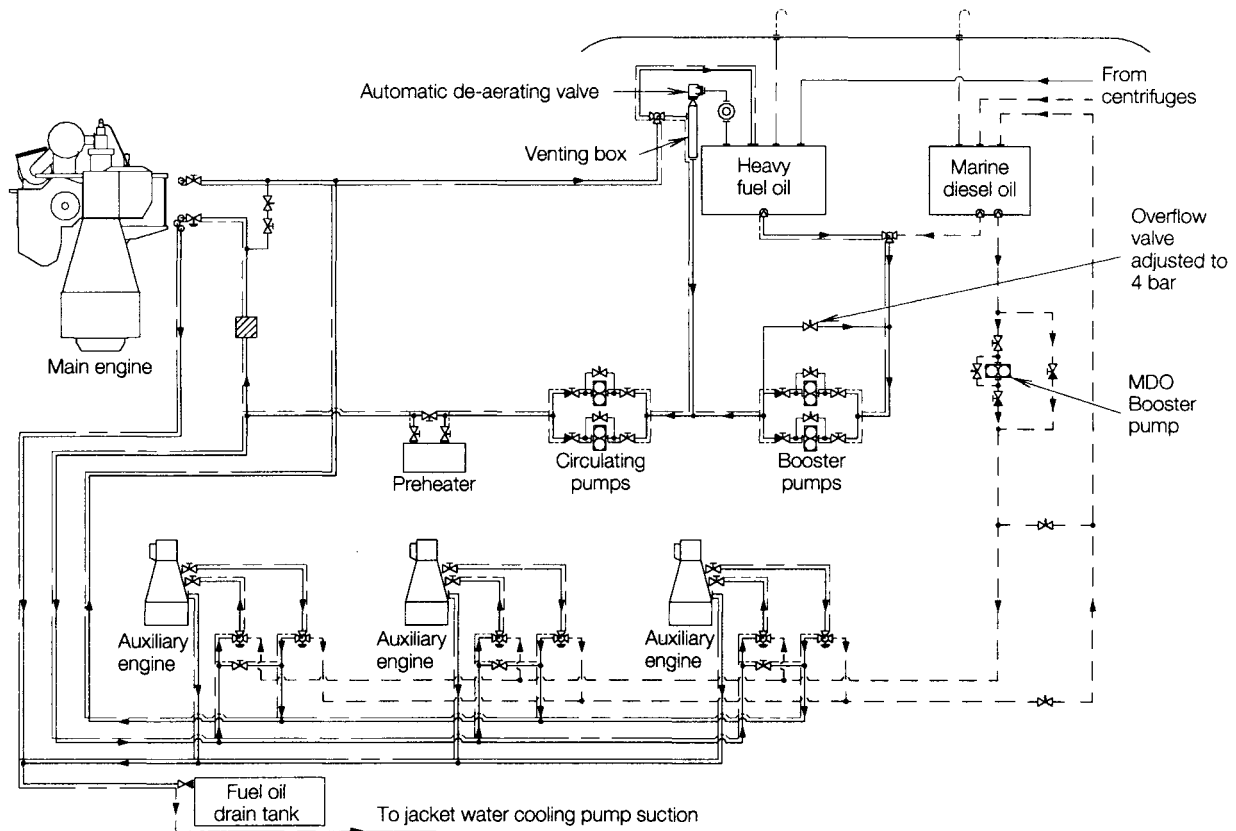 From
centrifuges
Automatic de-aerating valve
Venting box
Heavy
fuel oil
Marine
diesel oil
Overflow
valve
adjusted to
4 bar
Main engine
MDO
Booster
pump
Preheater
Circulating
pumps
Booster
pumps
Auxiliary
engine
Auxiliary
engine
Auxiliary
engine
Fuel oil
drain tank
To jacket water cooling pump suction